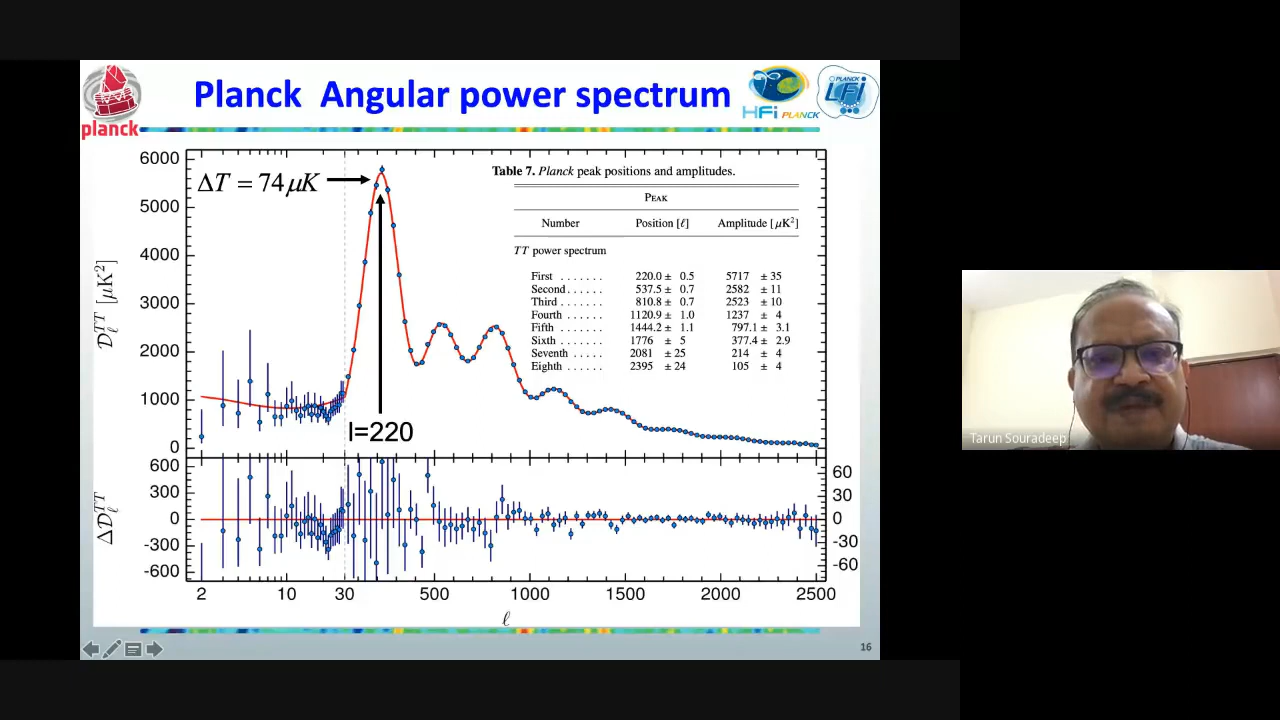 planck
Planck Angular power spectrum
HFi PLANCK
PLANCK
LFI
ΔT = 74μK
l=220
Table 7. Planck peak positions and amplitudes.
PEAK
Number Position [ℓ] Amplitude [μK²]
TT power spectrum
First . . . . . . . 220.0 ± 0.5 5717 ± 35
Second . . . . . . 537.5 ± 0.7 2582 ± 11
Third . . . . . . . 810.8 ± 0.7 2523 ± 10
Fourth . . . . . . 1120.9 ± 1.0 1237 ± 4
Fifth . . . . . . . 1444.2 ± 1.1 797.1 ± 3.1
Sixth . . . . . . . 1776 ± 5 377.4 ± 2.9
Seventh . . . . . 2081 ± 25 214 ± 4
Eighth . . . . . . 2395 ± 24 105 ± 4
D_ℓ^TT [μK²]
6000
5000
4000
3000
2000
1000
0
ΔD_ℓ^TT
600
300
0
-300
-600
60
30
0
-30
-60
2 10 30 500 1000 1500 2000 2500
ℓ
16
Tarun Souradeep